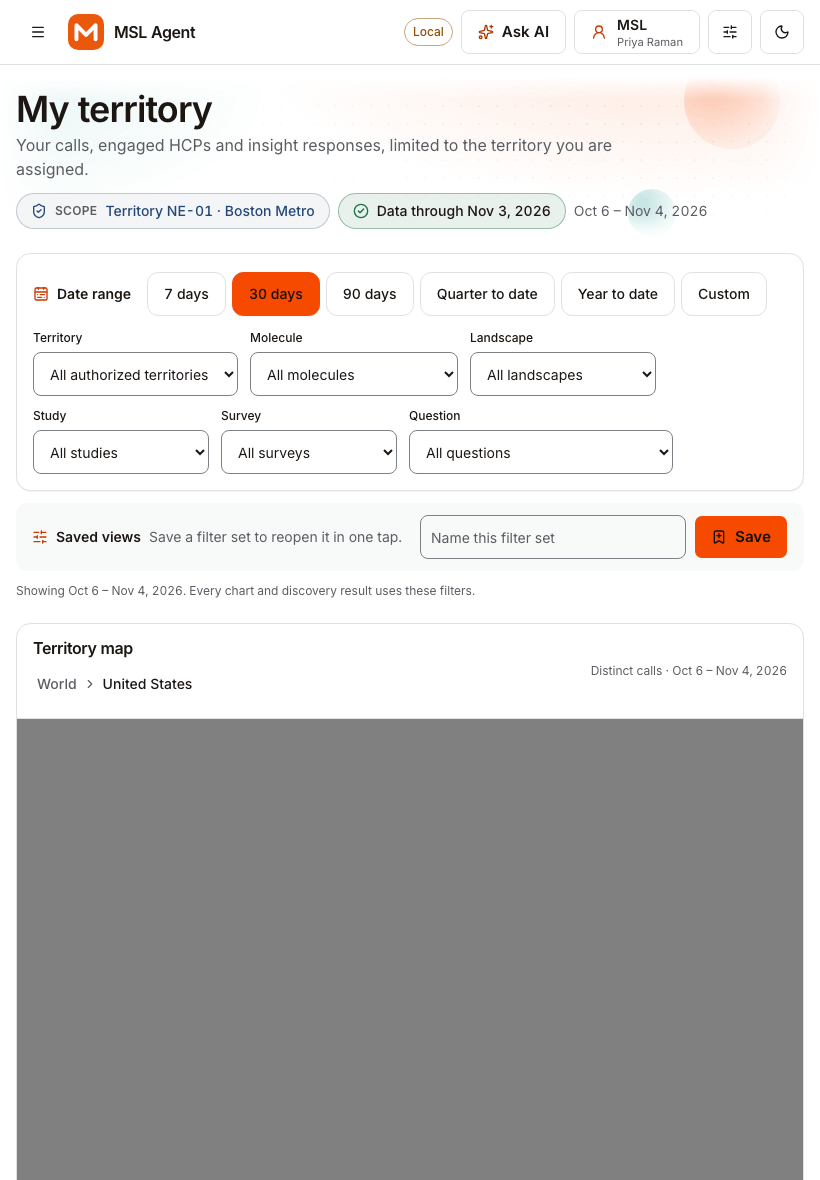 MSL Agent
Local
Ask AI
MSL
Priya Raman
My territory
Your calls, engaged HCPs and insight responses, limited to the territory you are
assigned.
SCOPE Territory NE-01 · Boston Metro
Data through Nov 3, 2026
Oct 6 – Nov 4, 2026
Date range
7 days
30 days
90 days
Quarter to date
Year to date
Custom
Territory
Molecule
Landscape
All authorized territories
All molecules
All landscapes
Study
Survey
Question
All studies
All surveys
All questions
Saved views
Save a filter set to reopen it in one tap.
Name this filter set
Save
Showing Oct 6 – Nov 4, 2026. Every chart and discovery result uses these filters.
Territory map
Distinct calls · Oct 6 – Nov 4, 2026
World > United States